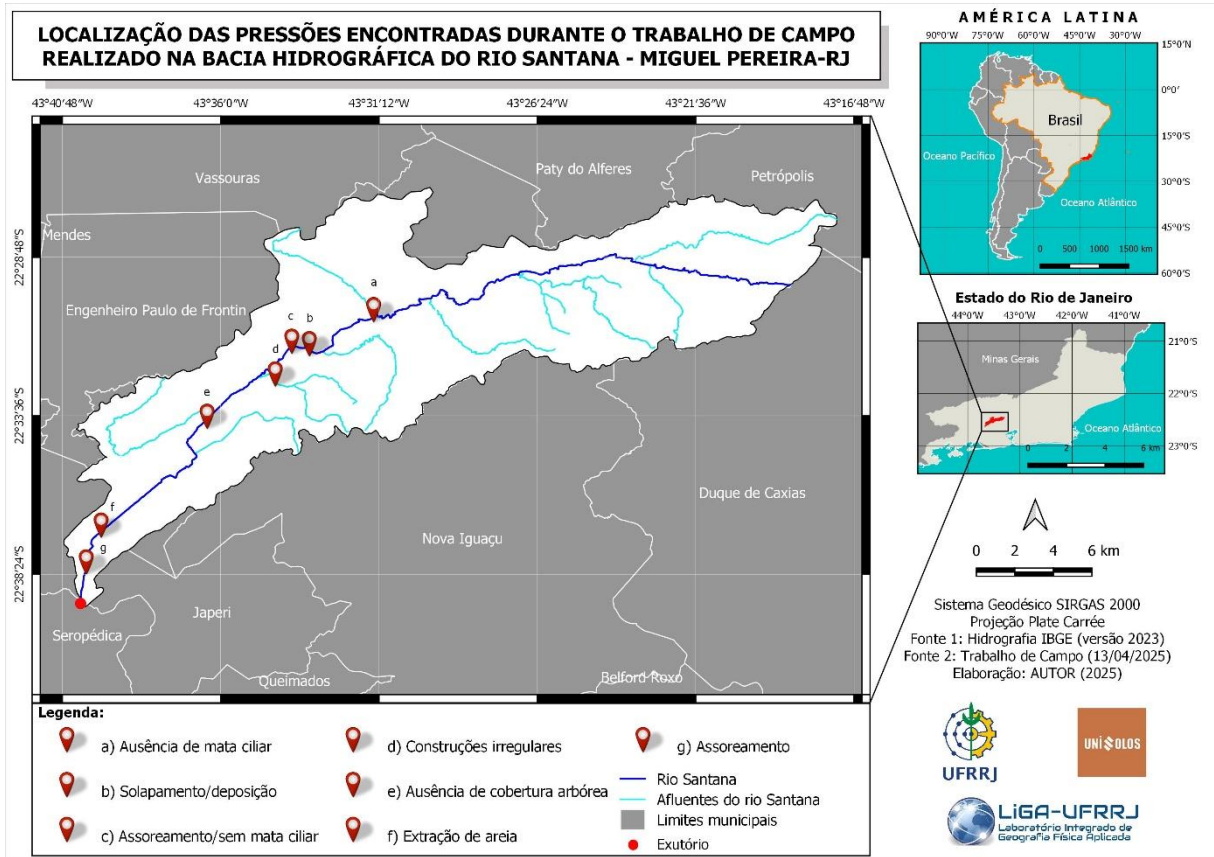 LOCALIZAÇÃO DAS PRESSÕES ENCONTRADAS DURANTE O TRABALHO DE CAMPO
REALIZADO NA BACIA HIDROGRÁFICA DO RIO SANTANA - MIGUEL PEREIRA-RJ
43°40'48"W 43°36'0"W 43°31'12"W 43°26'24"W 43°21'36"W 43°16'48"W
22°28'48"S
22°33'36"S
22°38'24"S
Vassouras
Paty do Alferes
Petrópolis
Mendes
Engenheiro Paulo de Frontin
a
c b
d
e
f
g
Duque de Caxias
Nova Iguaçu
Japeri
Seropédica
Queimados
Belford Roxo
Legenda:
a) Ausência de mata ciliar
b) Solapamento/deposição
c) Assoreamento/sem mata ciliar
d) Construções irregulares
e) Ausência de cobertura arbórea
f) Extração de areia
g) Assoreamento
Rio Santana
Afluentes do rio Santana
Limites municipais
Exutório
AMÉRICA LATINA
90°0'W 75°0'W 60°0'W 45°0'W 30°0'W
15°0'N
0°0'
15°0'S
30°0'S
45°0'S
60°0'S
Brasil
Oceano Pacífico
Oceano Atlântico
0 500 1000 1500 km
Estado do Rio de Janeiro
44°0'W 43°0'W 42°0'W 41°0'W
21°0'S
22°0'S
23°0'S
Minas Gerais
Oceano Atlântico
0 2 4 6 km
0 2 4 6 km
Sistema Geodésico SIRGAS 2000
Projeção Plate Carrée
Fonte 1: Hidrografia IBGE (versão 2023)
Fonte 2: Trabalho de Campo (13/04/2025)
Elaboração: AUTOR (2025)
UFRRJ
UNISOLOS
LiGA-UFRRJ
Laboratório Integrado de
Geografia Física Aplicada